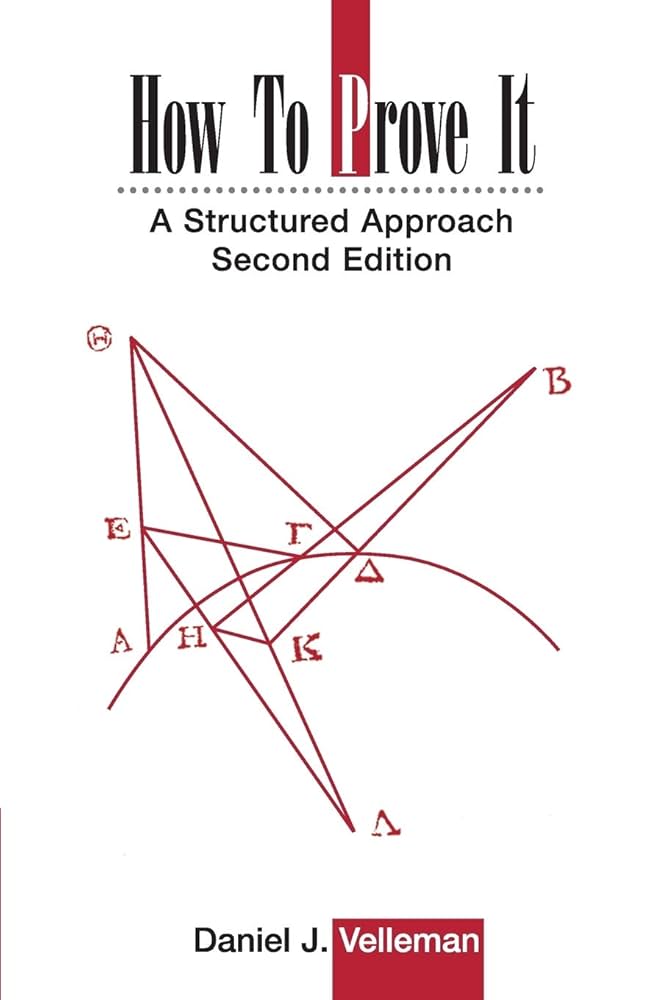 How To Prove It
A Structured Approach
Second Edition
Θ
B
E
Γ
Δ
A
H
K
Λ
Daniel J. Velleman